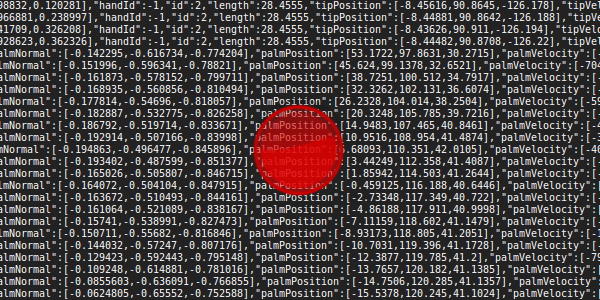 98832,0.120281],"handId":-1,"id":2,"length":28.4555,"tipPosition":[-8.45616,90.8642,-126.178],"tipVel
966881,0.238997],"handId":-1,"id":2,"length":28.4555,"tipPosition":[-8.44881,90.8642,-126.188],"tipVelo
41709,0.326208],"handId":-1,"id":2,"length":28.4555,"tipPosition":[-8.43626,90.911,-126.194],"tipVeloc
928623,0.362326],"handId":-1,"id":2,"length":28.4555,"tipPosition":[-8.44482,90.8708,-126.22],"tipVelo
almNormal":[-0.142295,-0.616734,-0.774204],"palmPosition":[53.1722,97.8631,30.2715],"palmVelocity":[-
lmNormal":[-0.151996,-0.596341,-0.78821],"palmPosition":[45.624,99.1378,32.6521],"palmVelocity":[-704
almNormal":[-0.161873,-0.578152,-0.799711],"palmPosition":[38.7251,100.512,34.7917],"palmVelocity":[-
almNormal":[-0.168935,-0.560856,-0.810494],"palmPosition":[32.3262,102.131,36.6074],"palmVelocity":[-
lmNormal":[-0.177814,-0.54696,-0.818057],"palmPosition":[26.2328,104.014,38.2504],"palmVelocity":[-59
almNormal":[-0.182887,-0.532775,-0.826258],"palmPosition":[20.3248,105.785,39.7216],"palmVelocity":[-
almNormal":[-0.186792,-0.519714,-0.833671],"palmPosition":[14.9483,107.465,40.8461],"palmVelocity":[-
almNormal":[-0.192914,-0.507166,-0.83998],"palmPosition":[9.9516,108.954,41.4874],"palmVelocity":[-
mNormal":[-0.194863,-0.496477,-0.845896],"palmPosition":[6.68093,110.351,42.0105],"palmVelocity":[-40
almNormal":[-0.193402,-0.487599,-0.851377],"palmPosition":[3.44249,112.358,41.4087],"palmVelocity":[-
almNormal":[-0.165026,-0.505807,-0.846715],"palmPosition":[1.85942,114.503,41.2644],"palmVelocity":[-
almNormal":[-0.164072,-0.504104,-0.847915],"palmPosition":[-0.459125,116.188,40.6446],"palmVelocity":
almNormal":[-0.163672,-0.510493,-0.844161],"palmPosition":[-2.73348,117.349,40.722],"palmVelocity":[-
almNormal":[-0.161064,-0.521089,-0.838167],"palmPosition":[-4.86188,117.911,40.9998],"palmVelocity":[
almNormal":[-0.15741,-0.538991,-0.827473],"palmPosition":[-7.11159,118.602,41.1479],"palmVelocity":[-
almNormal":[-0.150711,-0.55682,-0.816846],"palmPosition":[-8.93173,118.805,41.2051],"palmVelocity":[-
almNormal":[-0.144032,-0.57247,-0.807176],"palmPosition":[-10.7031,119.396,41.1728],"palmVelocity":[-
almNormal":[-0.129423,-0.592443,-0.795148],"palmPosition":[-12.3877,119.785,41.2],"palmVelocity":[-79
almNormal":[-0.109248,-0.614881,-0.781016],"palmPosition":[-13.7657,120.182,41.1385],"palmVelocity":[
almNormal":[-0.0855603,-0.636091,-0.766855],"palmPosition":[-14.7506,120.285,41.1357],"palmVelocity":
almNormal":[-0.0624805,-0.65552,-0.752588],"palmPosition":[-15.5378,120.245,41.1024],"palmVelocity":[